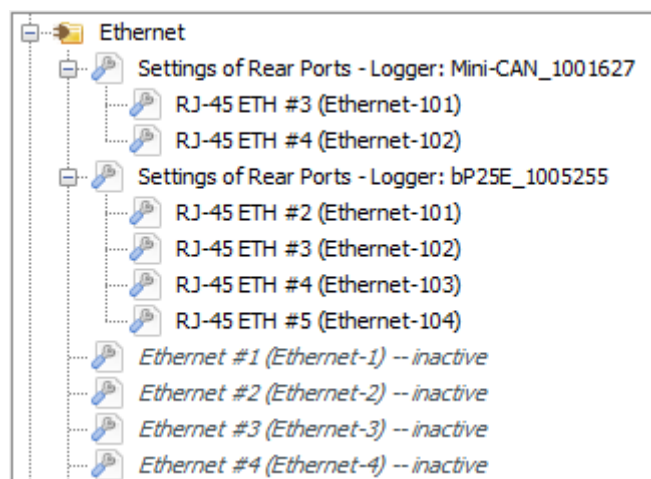 Ethernet
Settings of Rear Ports - Logger: Mini-CAN_1001627
RJ-45 ETH #3 (Ethernet-101)
RJ-45 ETH #4 (Ethernet-102)
Settings of Rear Ports - Logger: bP25E_1005255
RJ-45 ETH #2 (Ethernet-101)
RJ-45 ETH #3 (Ethernet-102)
RJ-45 ETH #4 (Ethernet-103)
RJ-45 ETH #5 (Ethernet-104)
Ethernet #1 (Ethernet-1) -- inactive
Ethernet #2 (Ethernet-2) -- inactive
Ethernet #3 (Ethernet-3) -- inactive
Ethernet #4 (Ethernet-4) -- inactive